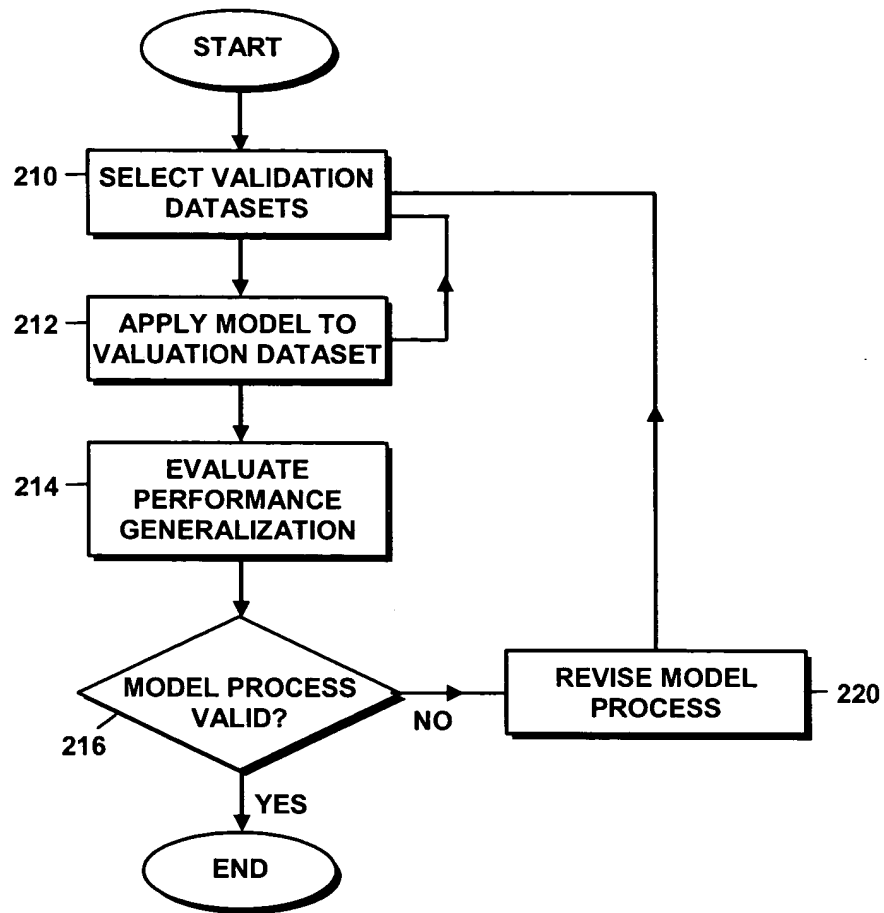 START
210
SELECT VALIDATION
DATASETS
212
APPLY MODEL TO
VALUATION DATASET
214
EVALUATE
PERFORMANCE
GENERALIZATION
MODEL PROCESS
VALID?
216
NO
REVISE MODEL
PROCESS
220
YES
END